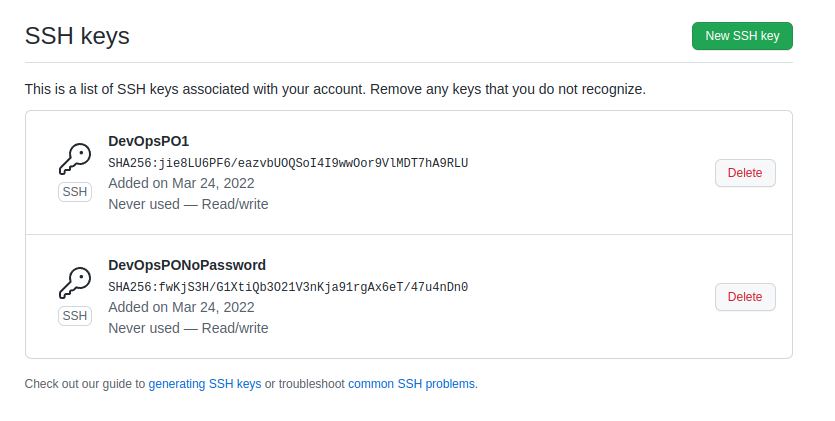 SSH keys
New SSH key
This is a list of SSH keys associated with your account. Remove any keys that you do not recognize.
DevOpsPO1
SHA256:jie8LU6PF6/eazvbUOQSoI4I9wwOor9VlMDT7hA9RLU
SSH
Added on Mar 24, 2022
Never used — Read/write
Delete
DevOpsPONoPassword
SHA256:fwKjS3H/G1XtiQb3O21V3nKja91rgAx6eT/47u4nDn0
SSH
Added on Mar 24, 2022
Never used — Read/write
Delete
Check out our guide to generating SSH keys or troubleshoot common SSH problems.